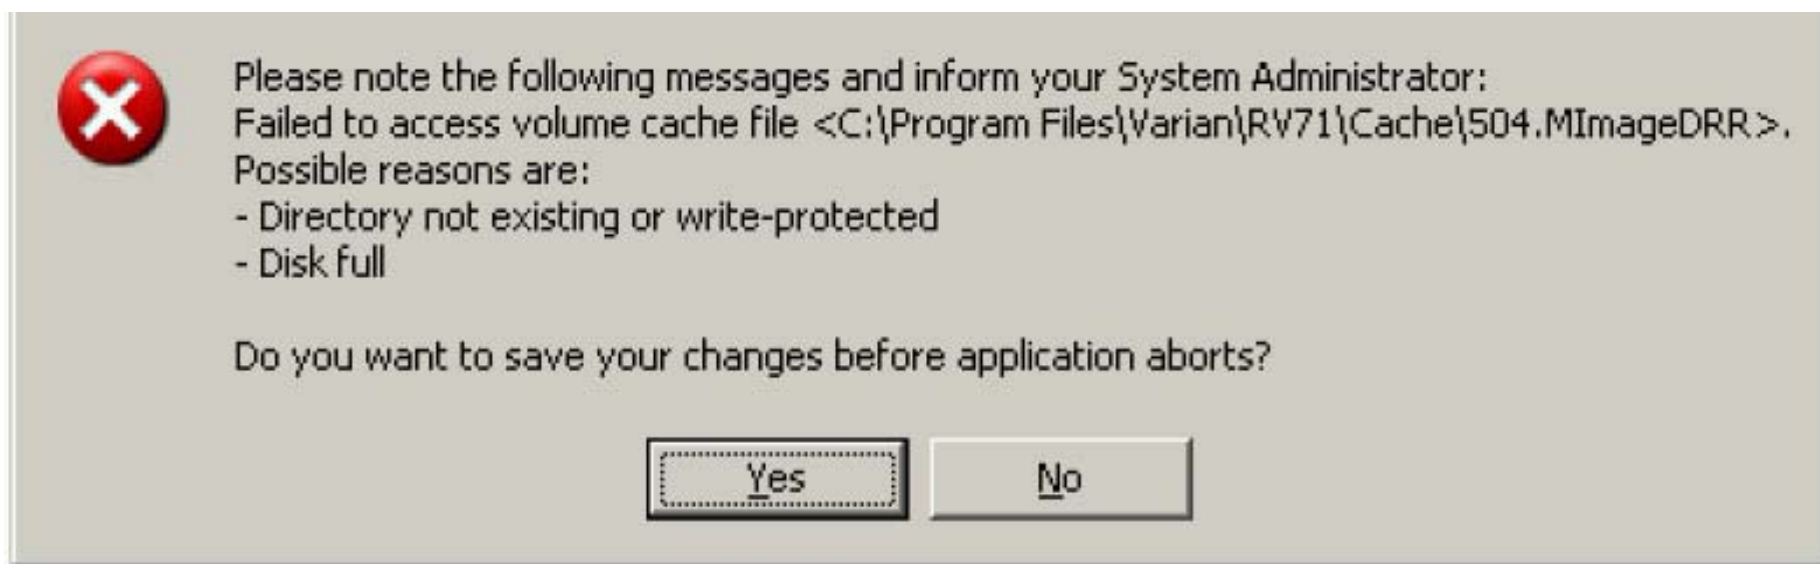 Please note the following messages and inform your System Administrator:
Failed to access volume cache file <C:\Program Files\Varian\RV71\Cache\504.MImageDRR>.
Possible reasons are:
- Directory not existing or write-protected
- Disk full
Do you want to save your changes before application aborts?
Yes
No